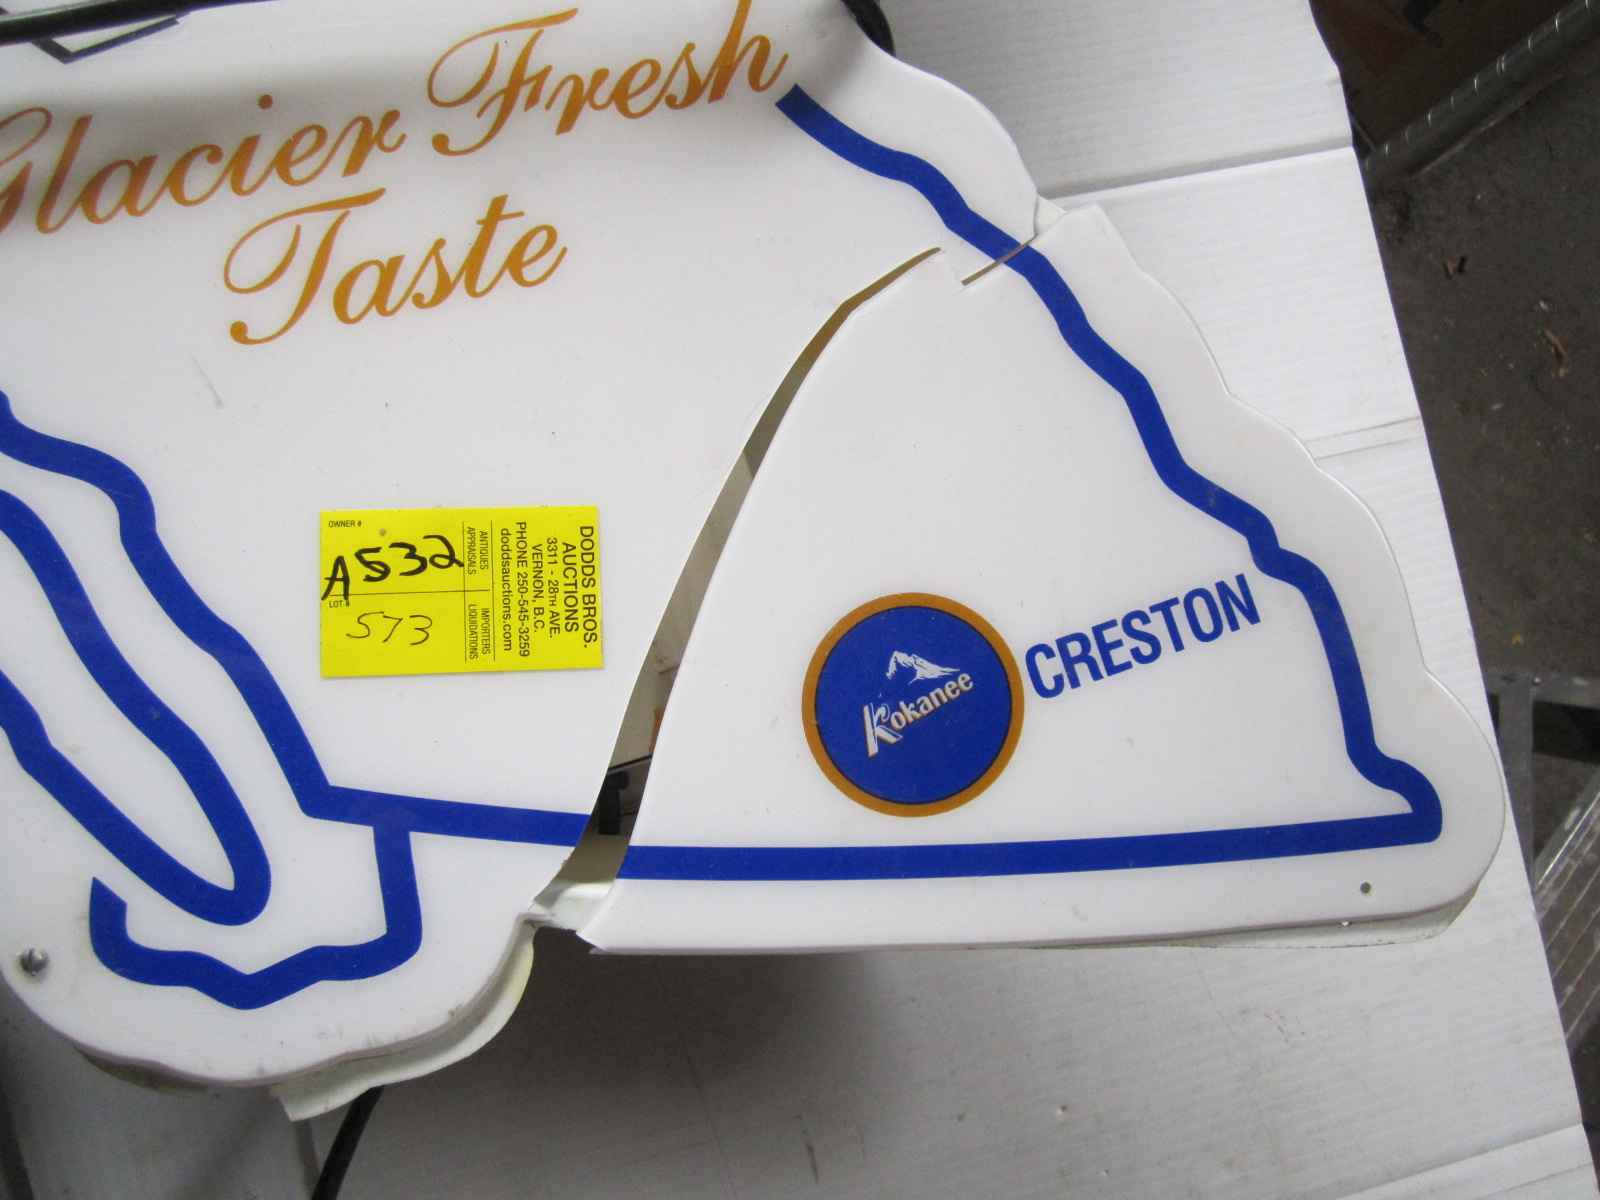 Glacier Fresh
Taste
OWNER #
A532
LOT #
573
DODDS BROS.
AUCTIONS
3311 - 28TH AVE.
VERNON, B.C.
PHONE 250-545-3259
doddsauctions.com
ANTIQUES
APPRAISALS
IMPORTERS
LIQUIDATIONS
Kokanee
CRESTON